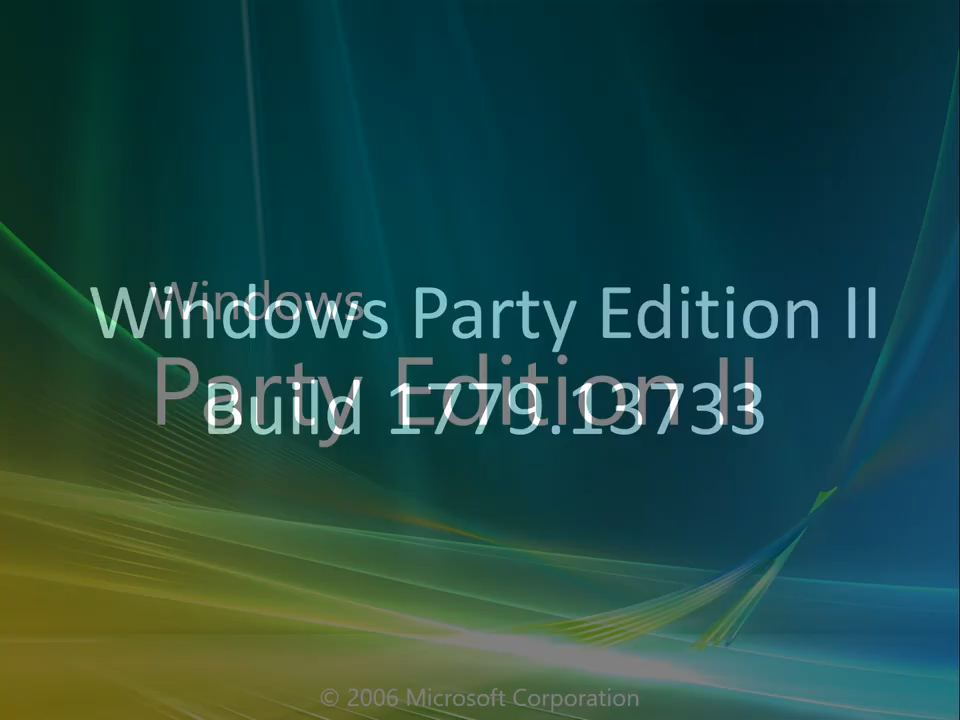 Windows
Windows Party Edition II
Party Edition II
Build 1779.13733
© 2006 Microsoft Corporation